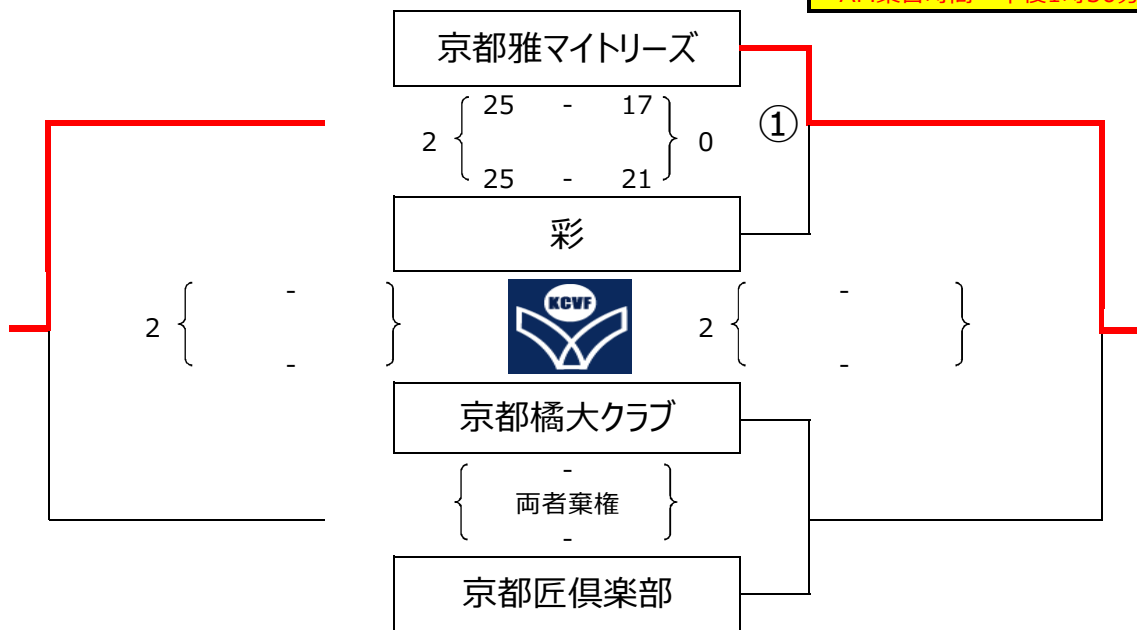 京都雅マイトリーズ
25 - 17
2 0 ①
25 - 21
彩
- KCVF -
2 2
- -
京都橘大クラブ
-
両者棄権
-
京都匠倶楽部